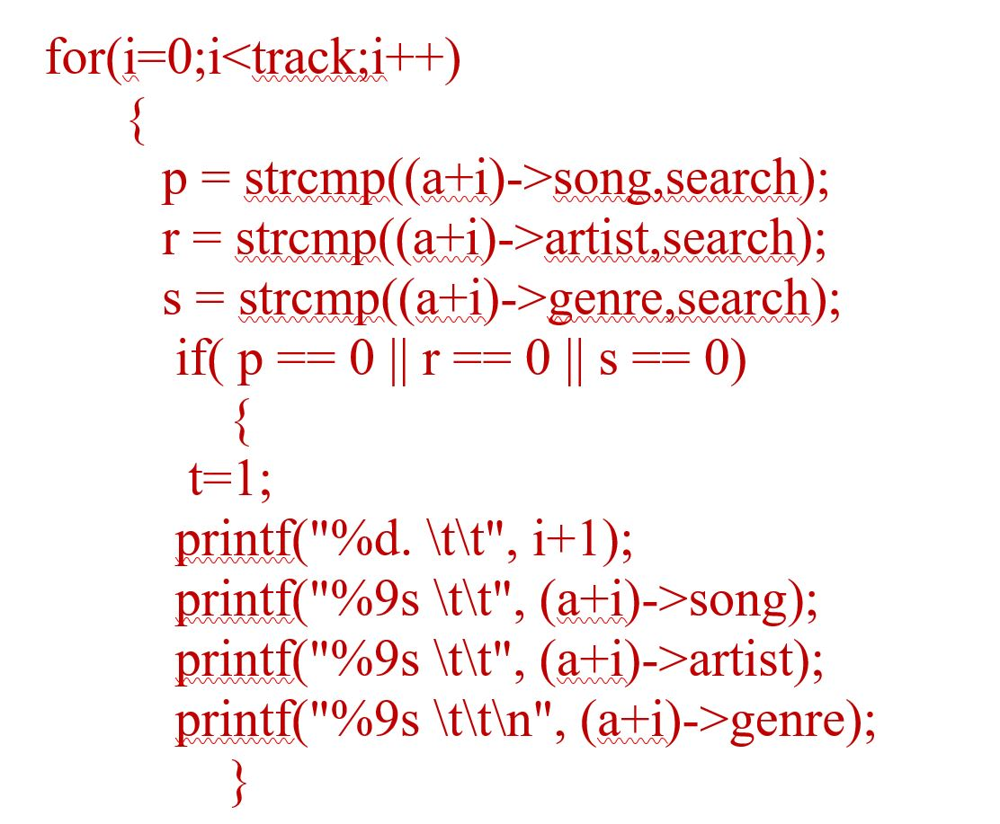 for(i=0;i<track;i++)
{
p = strcmp((a+i)->song,search);
r = strcmp((a+i)->artist,search);
s = strcmp((a+i)->genre,search);
if( p == 0 || r == 0 || s == 0)
{
t=1;
printf("%d. \t\t", i+1);
printf("%9s \t\t", (a+i)->song);
printf("%9s \t\t", (a+i)->artist);
printf("%9s \t\t\n", (a+i)->genre);
}